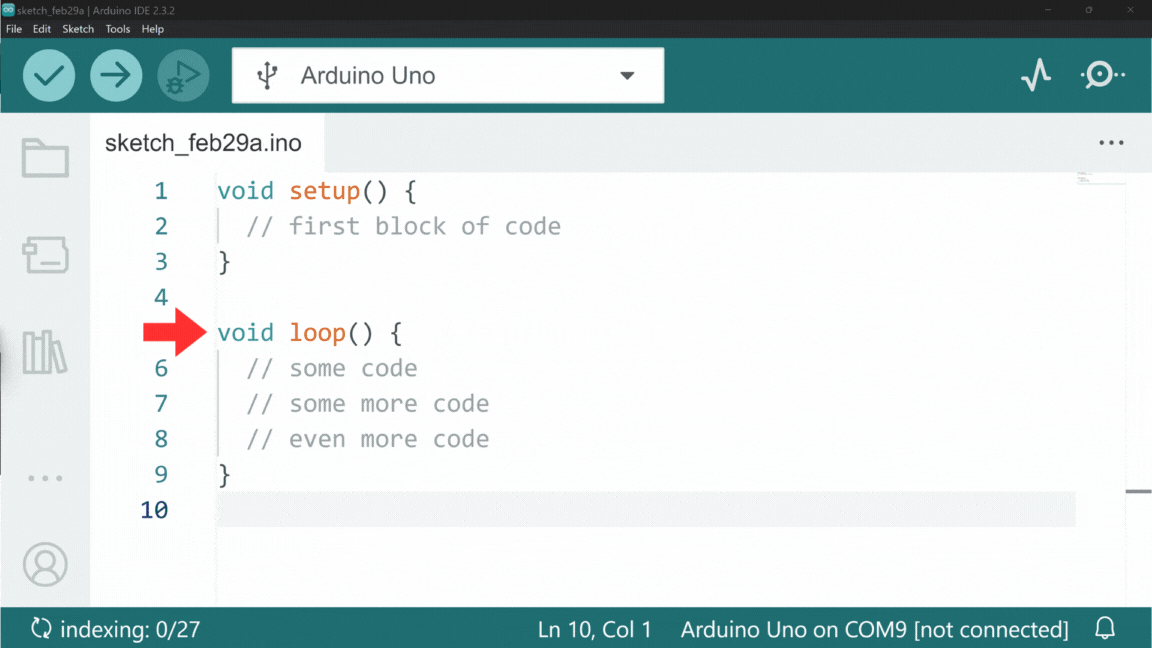 sketch_feb29a | Arduino IDE 2.3.2
File Edit Sketch Tools Help
Arduino Uno
sketch_feb29a.ino
1 void setup() {
2 // first block of code
3 }
4
void loop() {
6 // some code
7 // some more code
8 // even more code
9 }
10
indexing: 0/27 Ln 10, Col 1 Arduino Uno on COM9 [not connected]